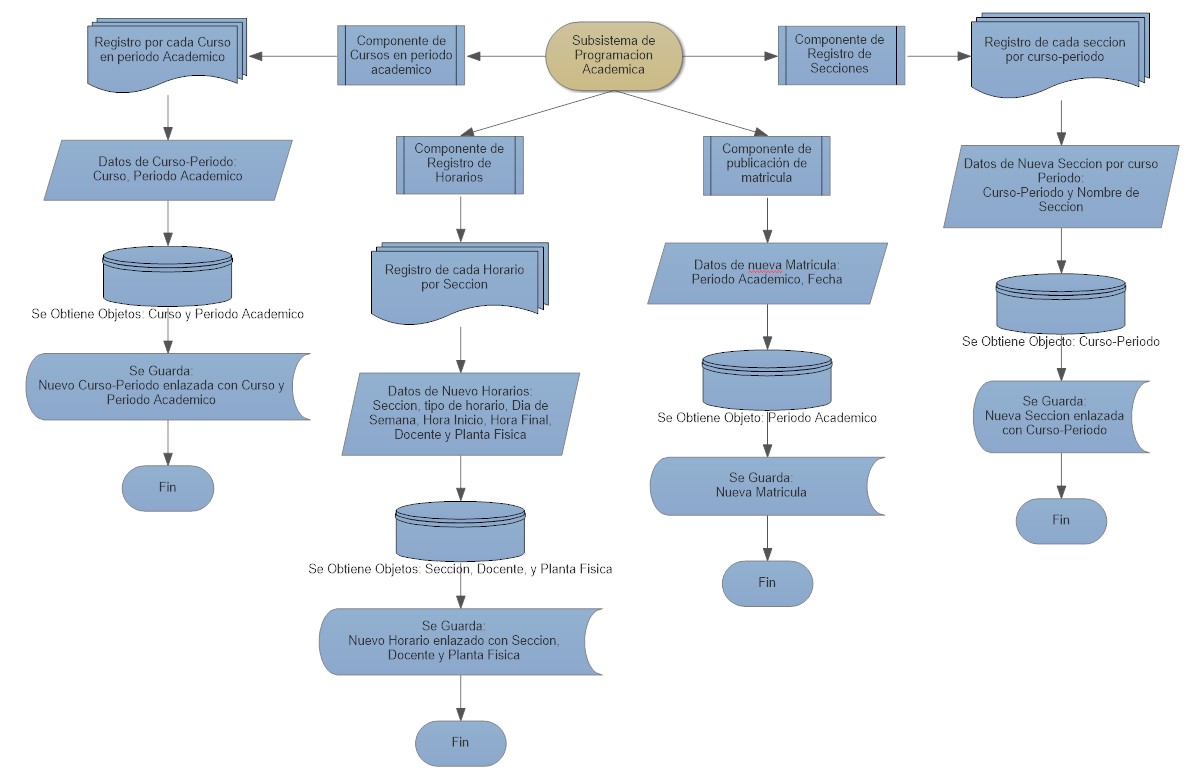 Registro por cada Curso
en periodo Academico
Componente de
Cursos en periodo
academico
Subsistema de
Programacion
Academica
Componente de
Registro de
Secciones
Registro de cada seccion
por curso-periodo
Datos de Curso-Periodo:
Curso, Periodo Academico
Se Obtiene Objetos: Curso y Periodo Academico
Se Guarda:
Nuevo Curso-Periodo enlazada con Curso y
Periodo Academico
Fin
Componente de
Registro de
Horarios
Registro de cada Horario
por Seccion
Datos de Nuevo Horarios:
Seccion, tipo de horario, Dia de
Semana, Hora Inicio, Hora Final,
Docente y Planta Fisica
Se Obtiene Objetos: Seccion, Docente, y Planta Fisica
Se Guarda:
Nuevo Horario enlazado con Seccion,
Docente y Planta Fisica
Fin
Componente de
publicación de
matricula
Datos de nueva Matricula:
Periodo Academico, Fecha
Se Obtiene Objeto: Periodo Academico
Se Guarda:
Nueva Matricula
Fin
Datos de Nueva Seccion por curso
Periodo:
Curso-Periodo y Nombre de
Seccion
Se Obtiene Objecto: Curso-Periodo
Se Guarda:
Nueva Seccion enlazada
con Curso-Periodo
Fin